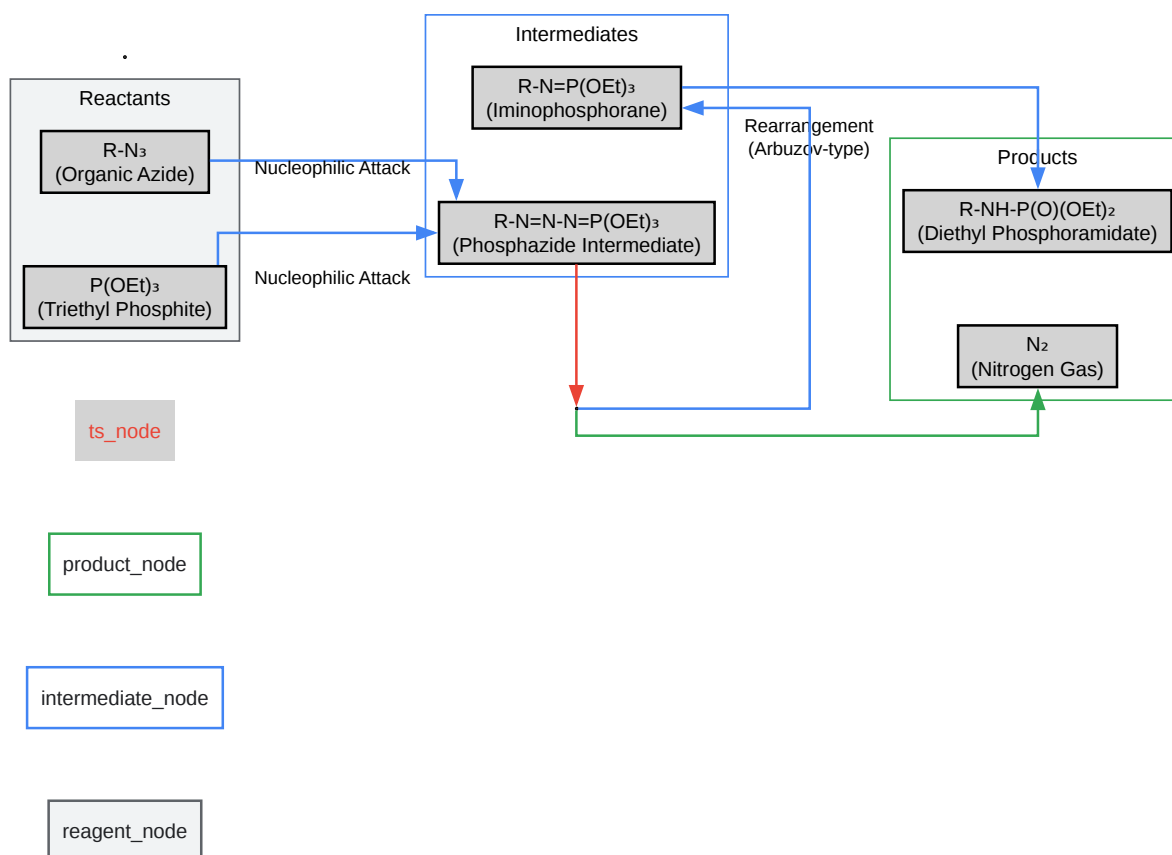 Reactants
R-N₃
(Organic Azide)
P(OEt)₃
(Triethyl Phosphite)
Nucleophilic Attack
Nucleophilic Attack
Intermediates
R-N=P(OEt)₃
(Iminophosphorane)
R-N=N-N=P(OEt)₃
(Phosphazide Intermediate)
Rearrangement
(Arbuzov-type)
Products
R-NH-P(O)(OEt)₂
(Diethyl Phosphoramidate)
N₂
(Nitrogen Gas)
ts_node
product_node
intermediate_node
reagent_node